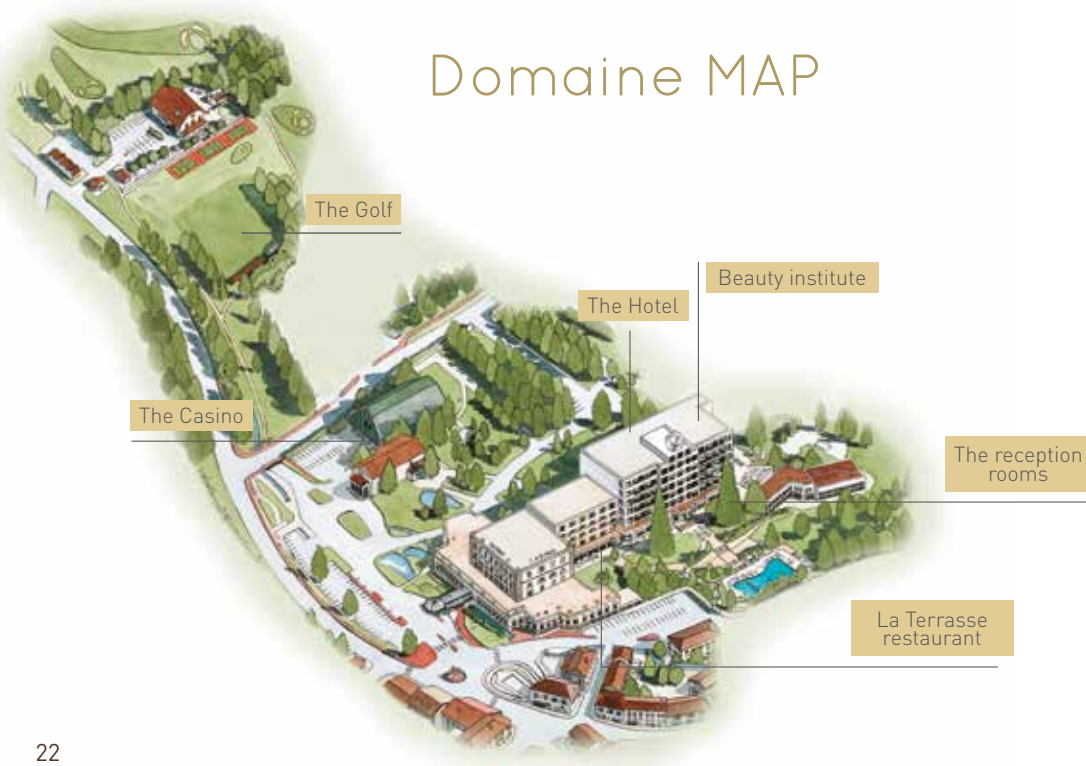 Domaine MAP
The Golf
Beauty institute
The Hotel
The Casino
The reception
rooms
La Terrasse
restaurant
22